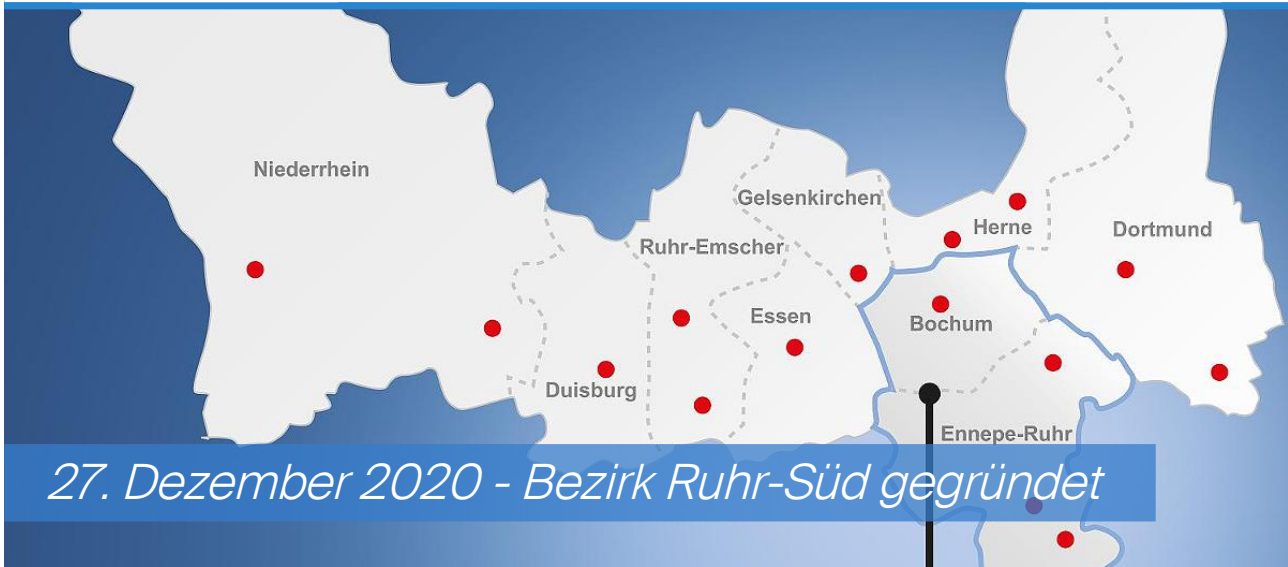 Niederrhein
Gelsenkirchen
Herne
Dortmund
Ruhr-Emscher
Essen
Bochum
Duisburg
Ennepe-Ruhr
27. Dezember 2020 - Bezirk Ruhr-Süd gegründet